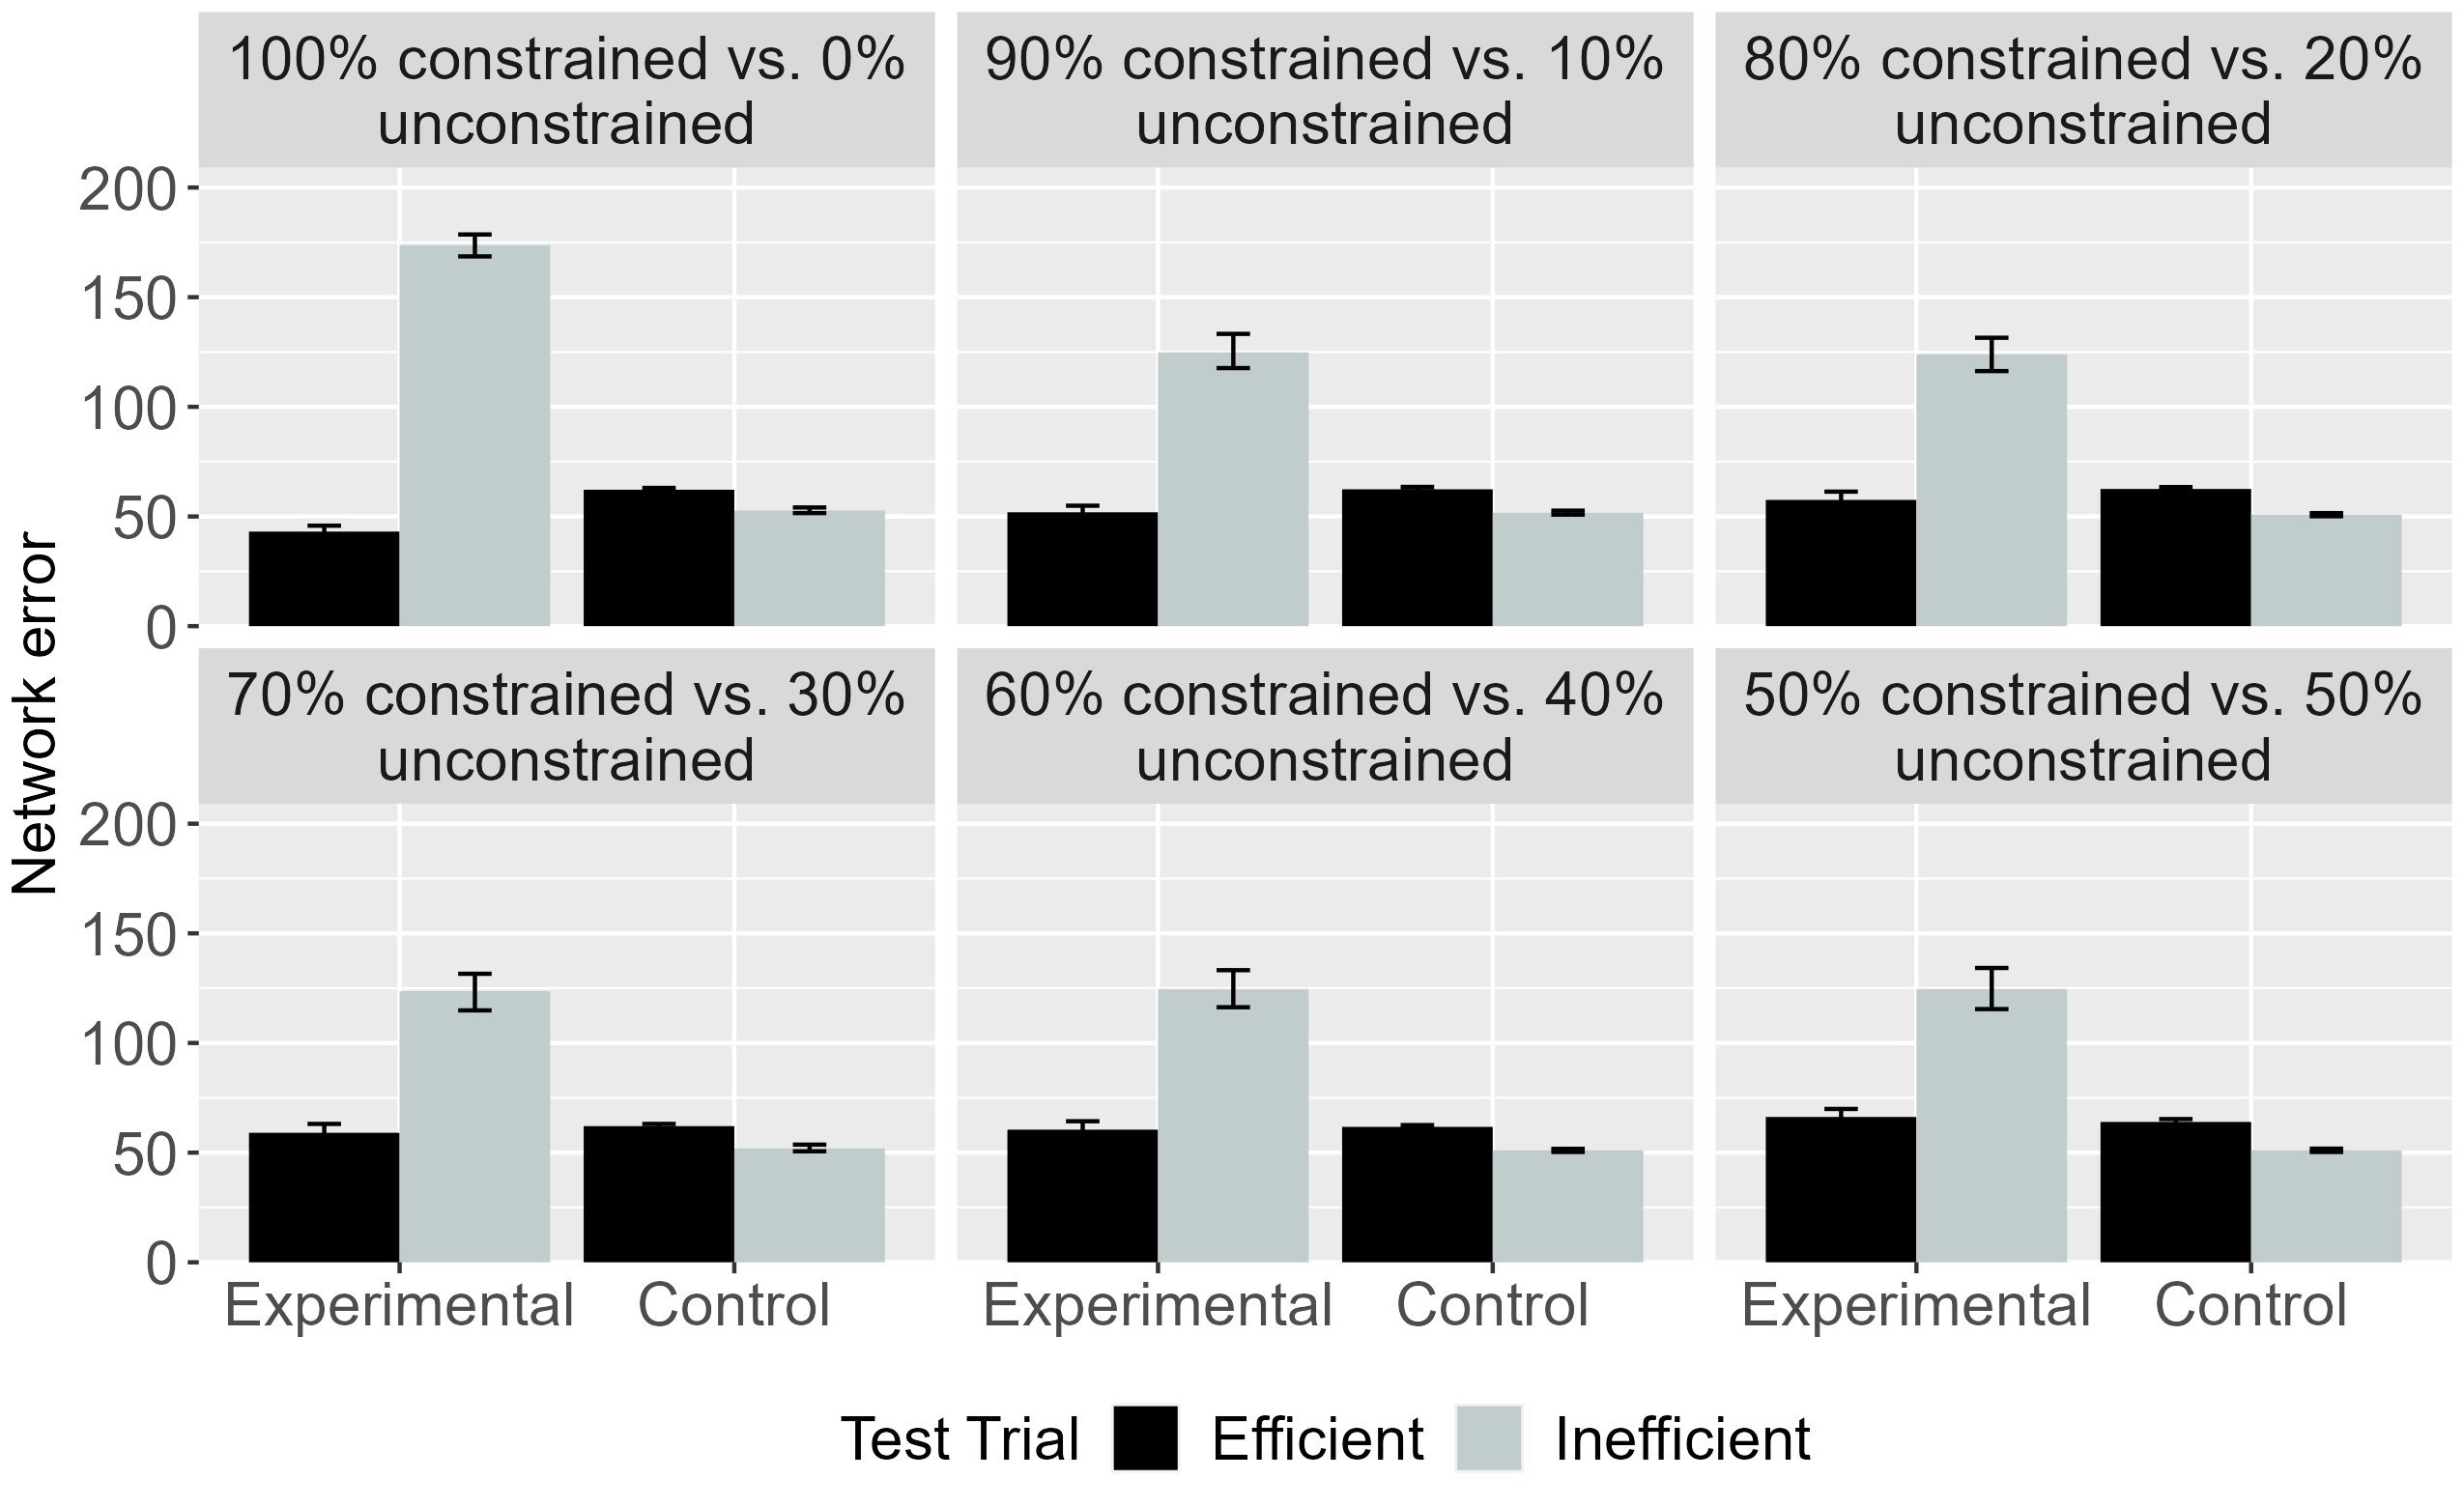 100% constrained vs. 0%
unconstrained
90% constrained vs. 10%
unconstrained
80% constrained vs. 20%
unconstrained
200
150
100
50
0
Network error
70% constrained vs. 30%
unconstrained
60% constrained vs. 40%
unconstrained
50% constrained vs. 50%
unconstrained
200
150
100
50
0
Experimental Control Experimental Control Experimental Control
Test Trial Efficient Inefficient